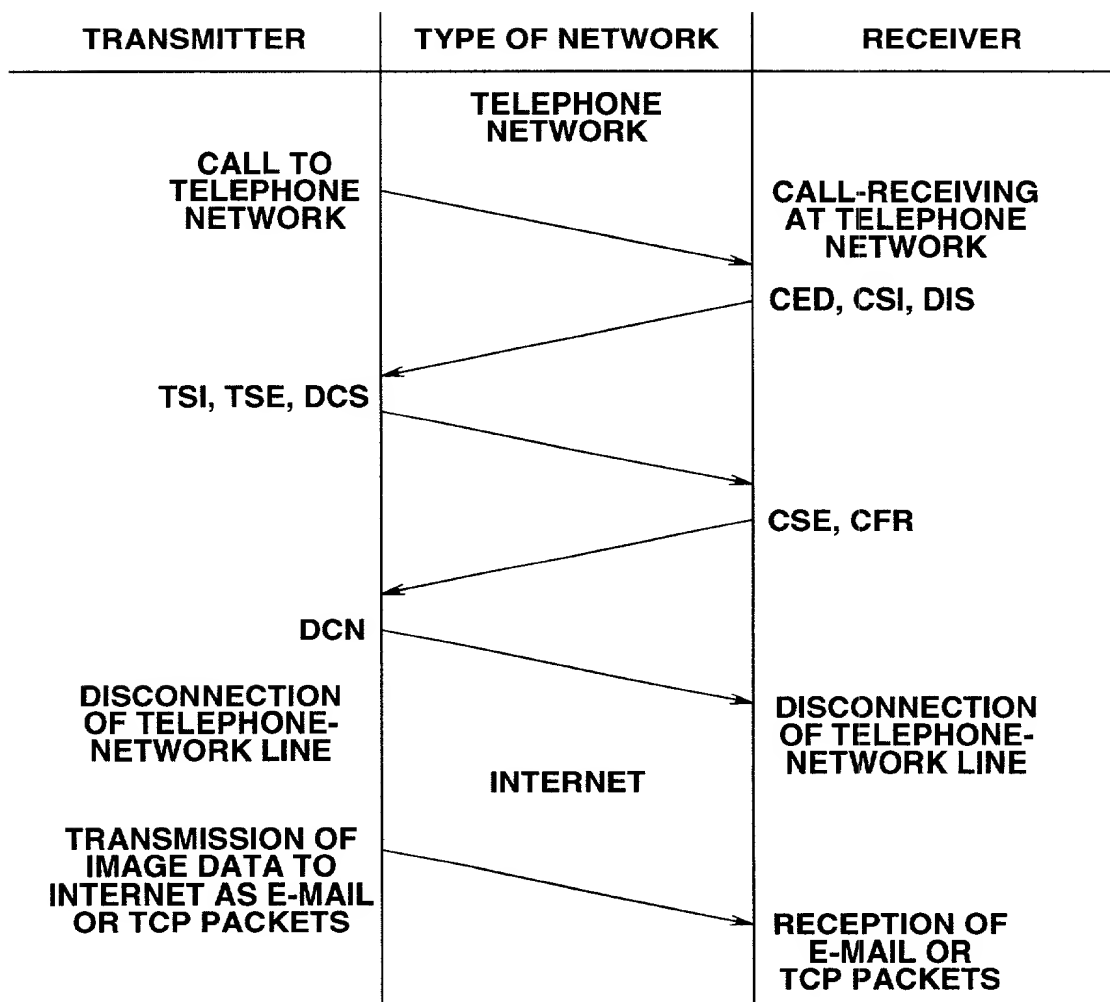 TRANSMITTER
TYPE OF NETWORK
RECEIVER
TELEPHONE
NETWORK
CALL TO
TELEPHONE
NETWORK
CALL-RECEIVING
AT TELEPHONE
NETWORK
CED, CSI, DIS
TSI, TSE, DCS
CSE, CFR
DCN
DISCONNECTION
OF TELEPHONE-
NETWORK LINE
DISCONNECTION
OF TELEPHONE-
NETWORK LINE
INTERNET
TRANSMISSION OF
IMAGE DATA TO
INTERNET AS E-MAIL
OR TCP PACKETS
RECEPTION OF
E-MAIL OR
TCP PACKETS